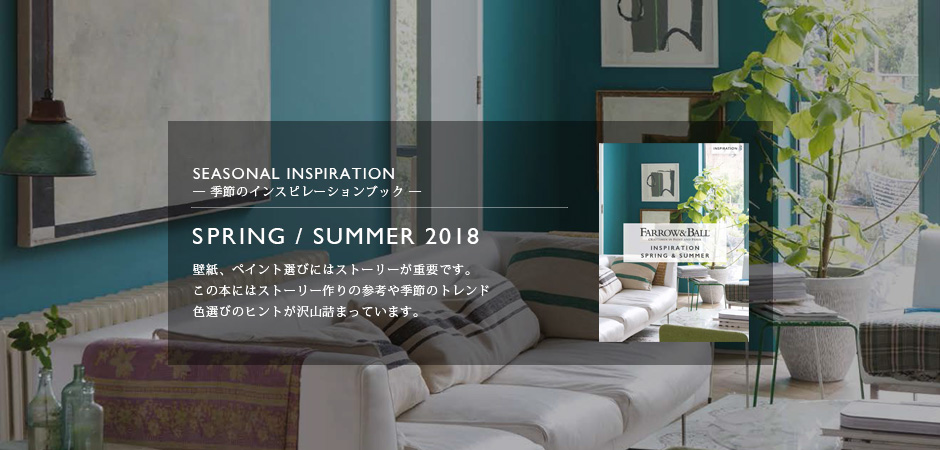 SEASONAL INSPIRATION
― 季節のインスピレーションブック ―
SPRING / SUMMER 2018
壁紙、ペイント選びにはストーリーが重要です。
この本にはストーリー作りの参考や季節のトレンド
色選びのヒントが沢山詰まっています。
INSPIRATION
FARROW&BALL
INSPIRATION
SPRING & SUMMER